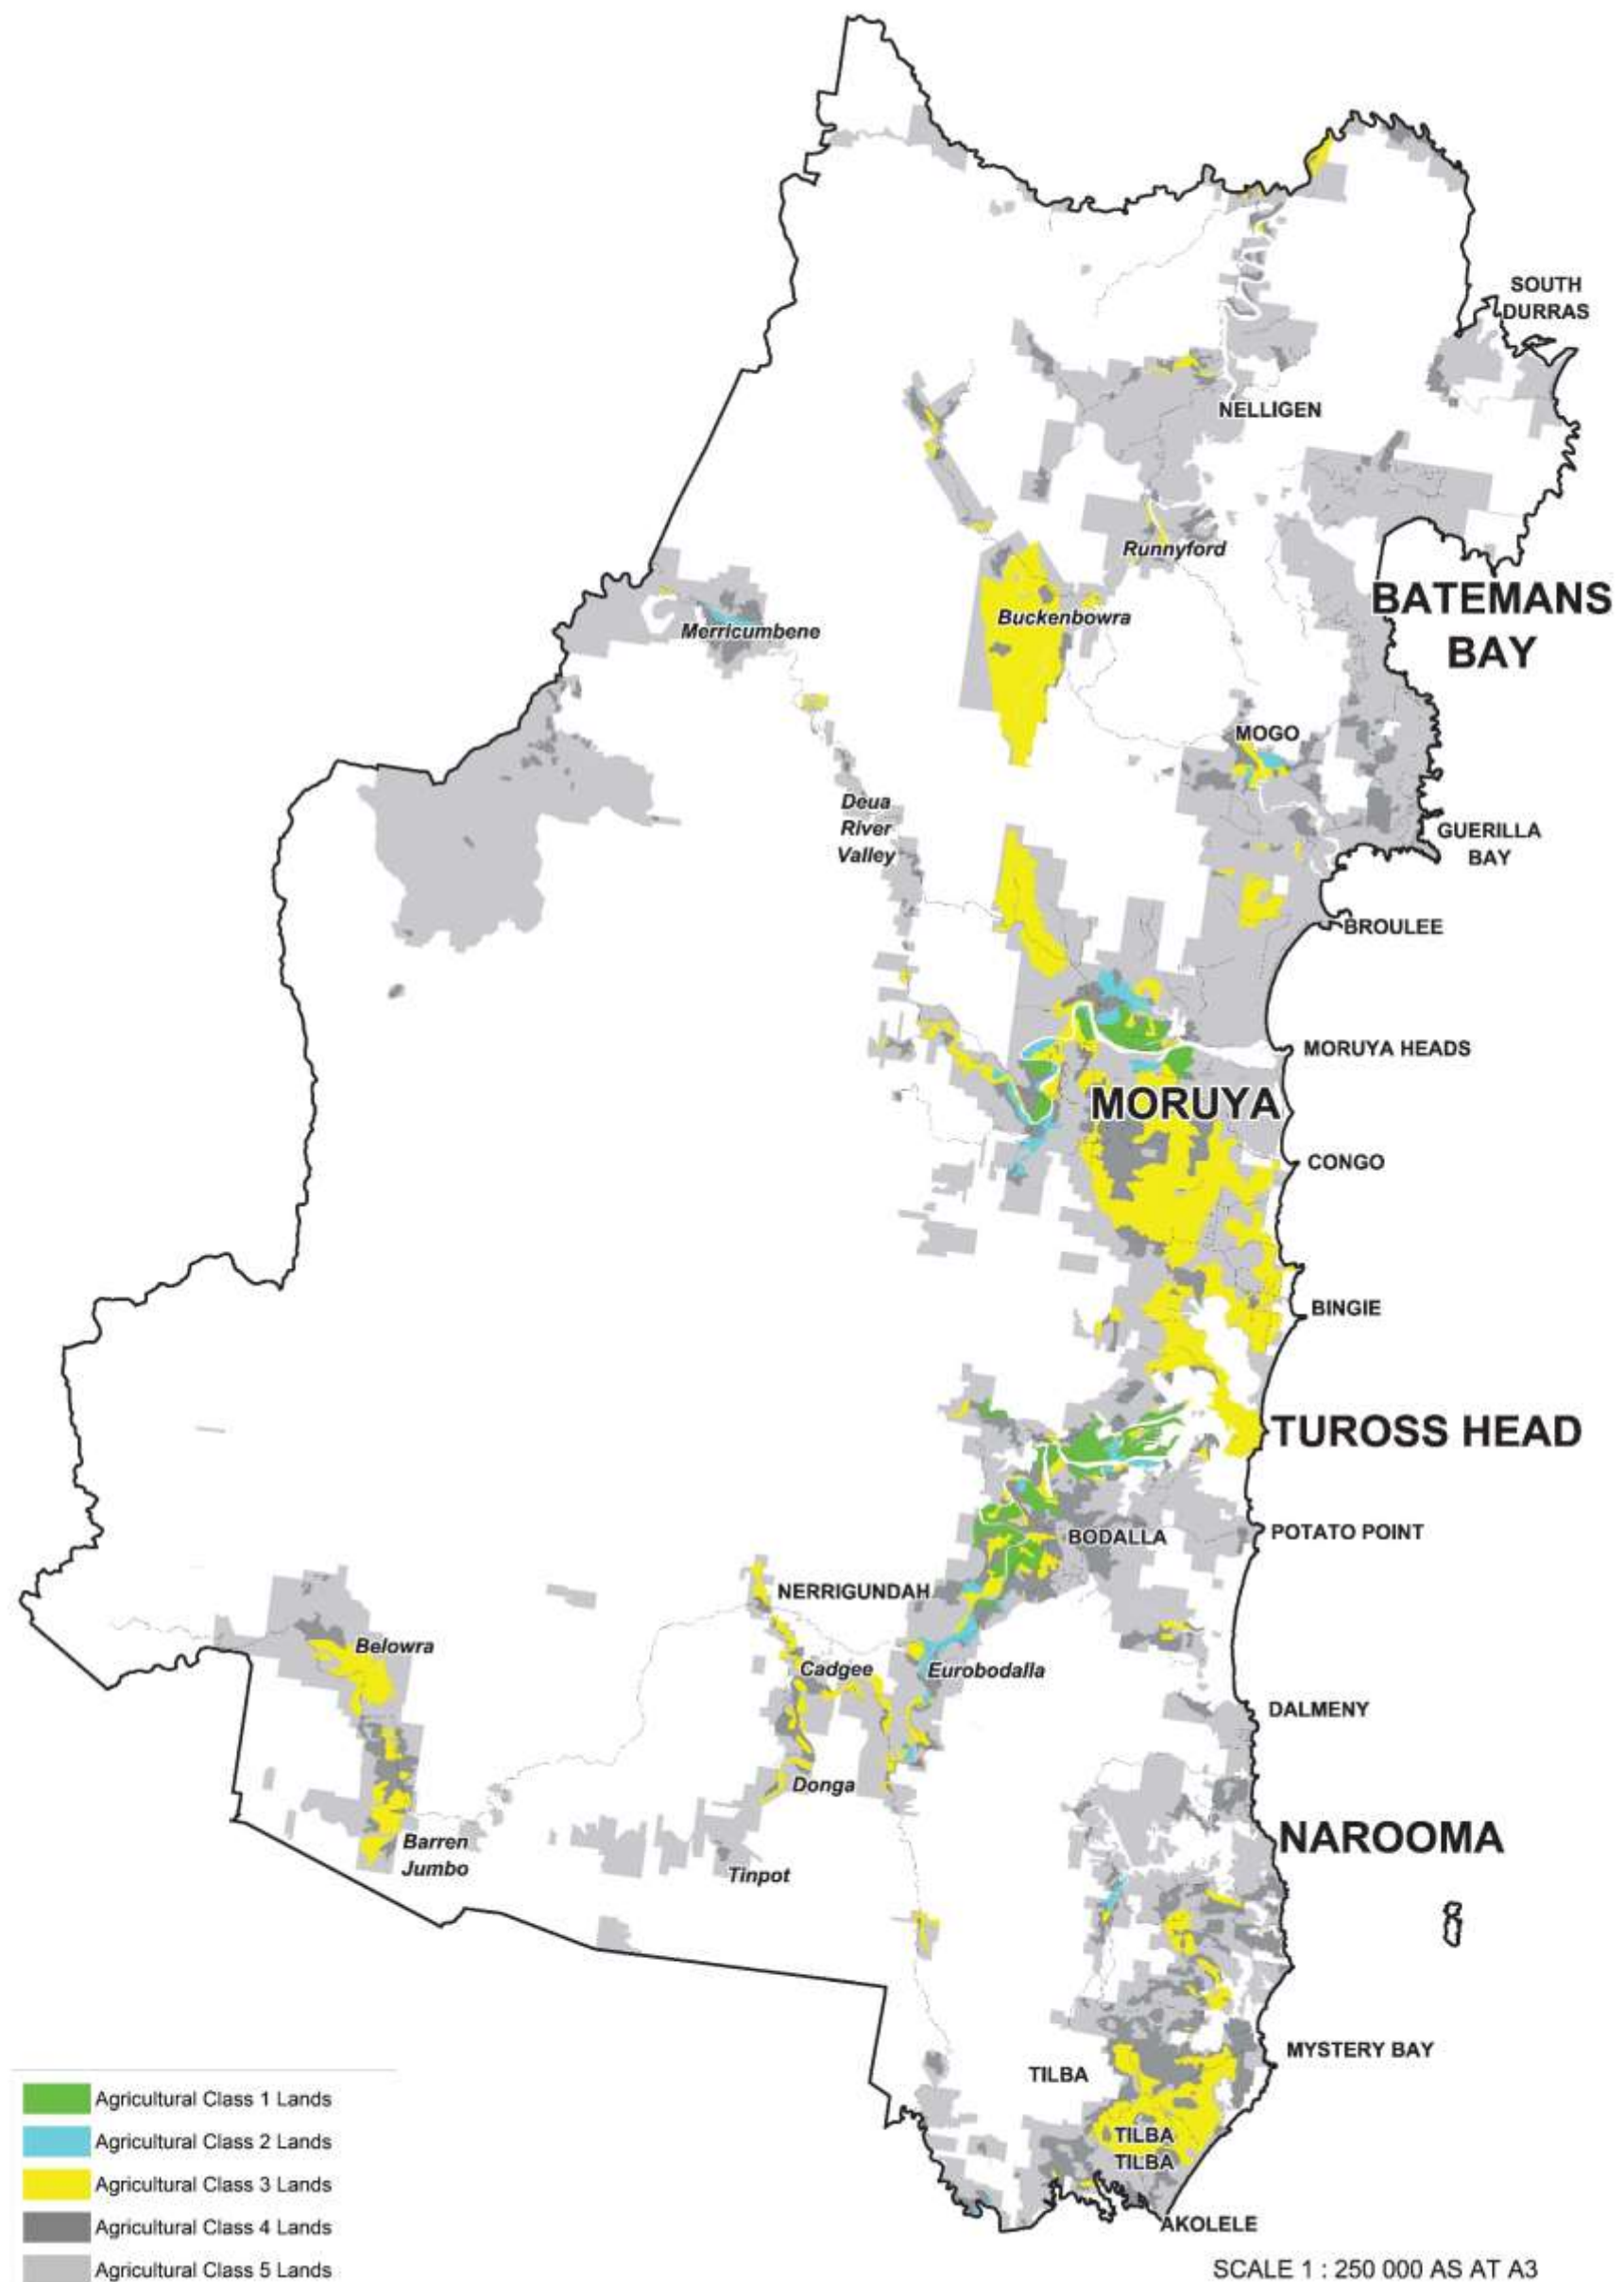 SOUTH
DURRAS
NELLIGEN
Runnyford
BATEMANS
BAY
Buckenbowra
Merricumbene
MOGO
Deua
River
Valley
GUERILLA
BAY
BROULEE
MORUYA HEADS
MORUYA
CONGO
BINGIE
TUROSS HEAD
POTATO POINT
BODALLA
NERRIGUNDAH
Belowra
Cadgee
Eurobodalla
DALMENY
Donga
NAROOMA
Barren
Jumbo
Tinpot
MYSTERY BAY
TILBA
TILBA
TILBA
AKOLELE
Agricultural Class 1 Lands
Agricultural Class 2 Lands
Agricultural Class 3 Lands
Agricultural Class 4 Lands
Agricultural Class 5 Lands
SCALE 1 : 250 000 AS AT A3